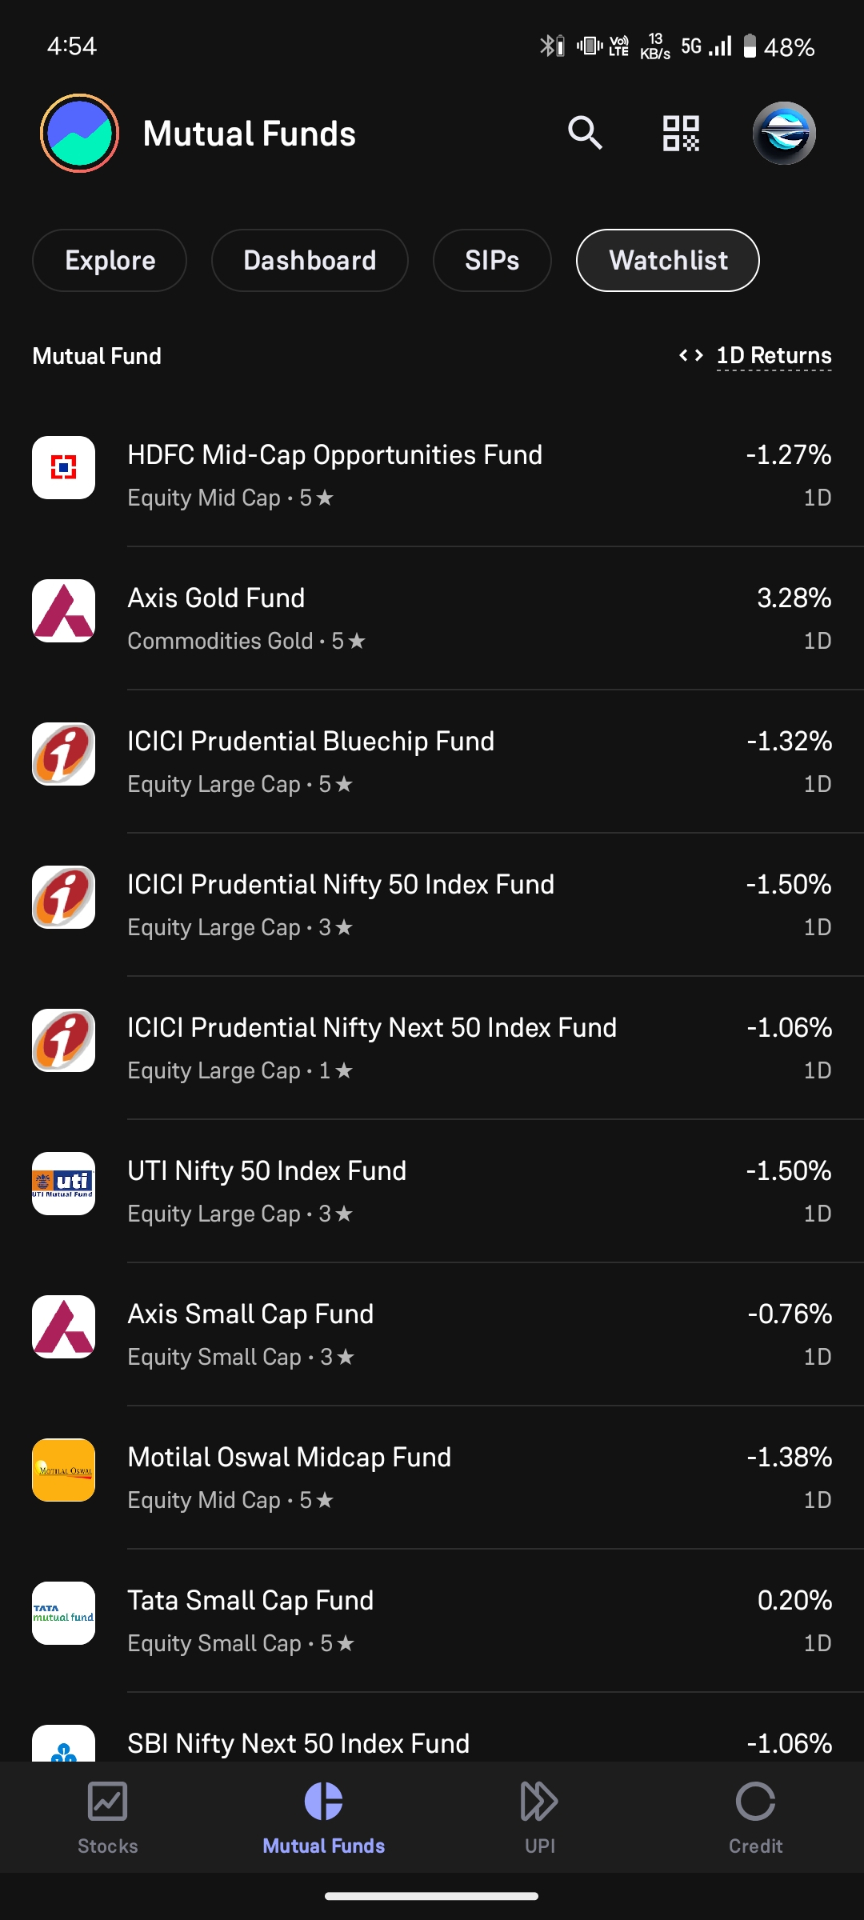 4:54
Vo) LTE 13 KB/s 5G 48%
Mutual Funds
Explore Dashboard SIPs Watchlist
Mutual Fund <> 1D Returns
HDFC Mid-Cap Opportunities Fund -1.27%
Equity Mid Cap • 5★ 1D
Axis Gold Fund 3.28%
Commodities Gold • 5★ 1D
ICICI Prudential Bluechip Fund -1.32%
Equity Large Cap • 5★ 1D
ICICI Prudential Nifty 50 Index Fund -1.50%
Equity Large Cap • 3★ 1D
ICICI Prudential Nifty Next 50 Index Fund -1.06%
Equity Large Cap • 1★ 1D
uti
UTI Mutual Fund
UTI Nifty 50 Index Fund -1.50%
Equity Large Cap • 3★ 1D
Axis Small Cap Fund -0.76%
Equity Small Cap • 3★ 1D
MOTILAL OSWAL
Motilal Oswal Midcap Fund -1.38%
Equity Mid Cap • 5★ 1D
TATA
mutual fund
Tata Small Cap Fund 0.20%
Equity Small Cap • 5★ 1D
SBI Nifty Next 50 Index Fund -1.06%
Stocks Mutual Funds UPI Credit